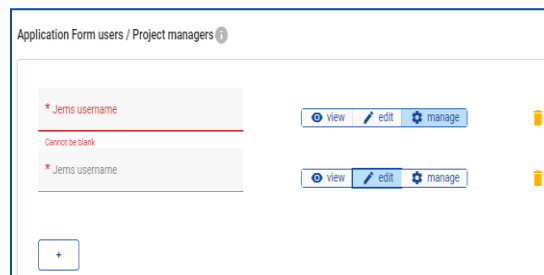 Application Form users / Project managers i
* Jems username
view edit manage
Cannot be blank
* Jems username
view edit manage
+